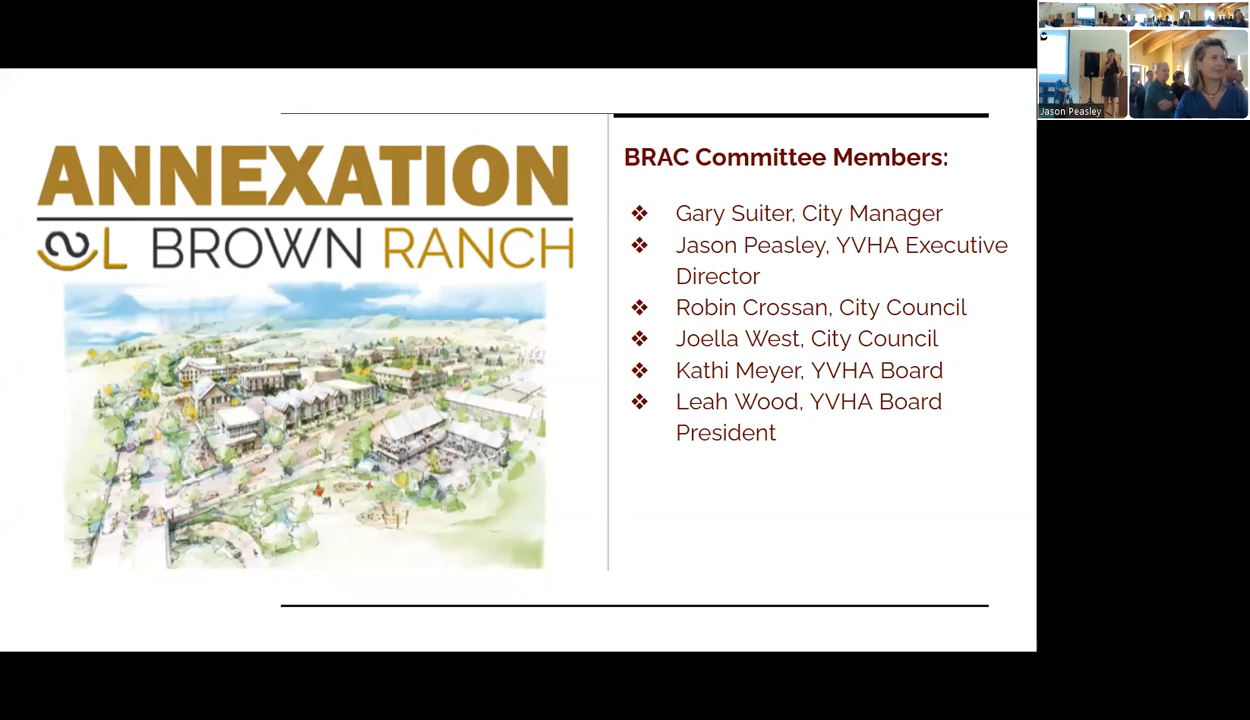 ANNEXATION
L BROWN RANCH
BRAC Committee Members:
❖ Gary Suiter, City Manager
❖ Jason Peasley, YVHA Executive
Director
❖ Robin Crossan, City Council
❖ Joella West, City Council
❖ Kathi Meyer, YVHA Board
❖ Leah Wood, YVHA Board
President
Jason Peasley